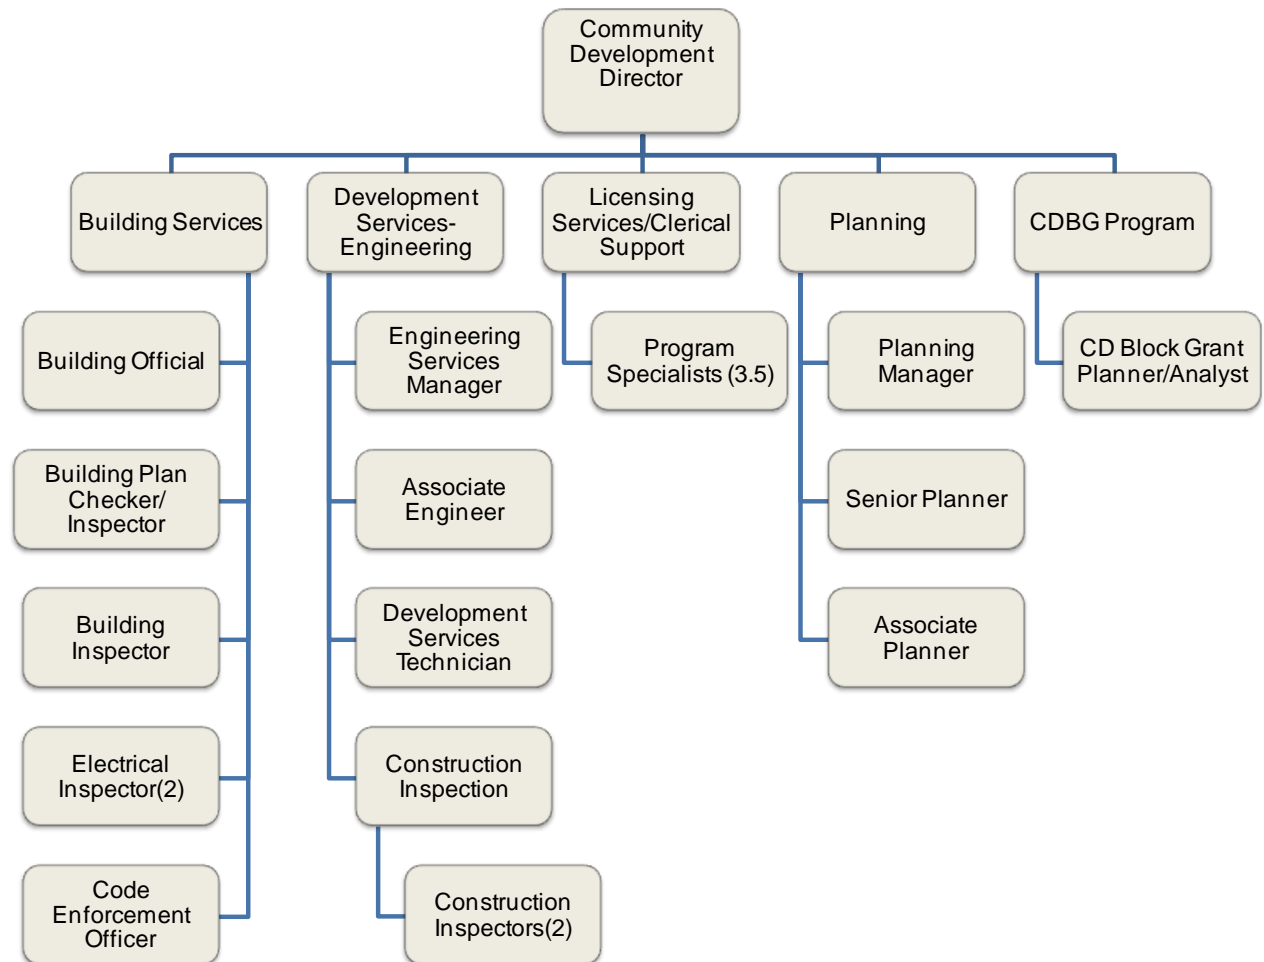 Community
Development
Director
Building Services
Development
Services-
Engineering
Licensing
Services/Clerical
Support
Planning
CDBG Program
Building Official
Building Plan
Checker/
Inspector
Building
Inspector
Electrical
Inspector(2)
Code
Enforcement
Officer
Engineering
Services
Manager
Associate
Engineer
Development
Services
Technician
Construction
Inspection
Construction
Inspectors(2)
Program
Specialists (3.5)
Planning
Manager
Senior Planner
Associate
Planner
CD Block Grant
Planner/Analyst